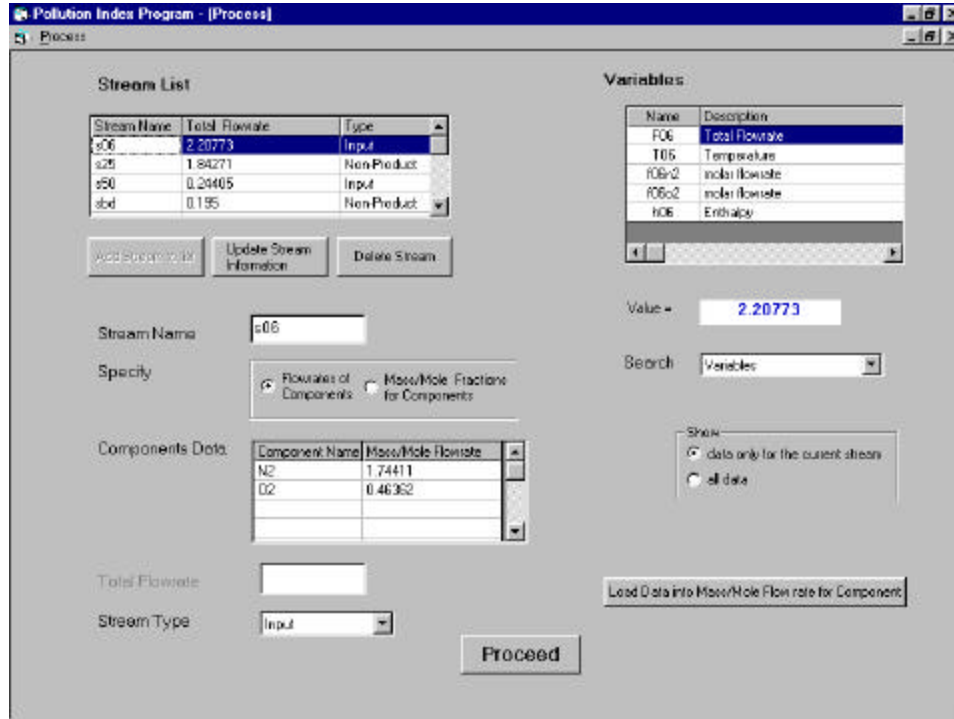 Pollution Index Program - [Process]
Process
Stream List
Stream Name Total Flowrate Type
s06 2.20773 Input
s25 1.84271 Non-Product
s50 0.24405 Input
sbd 0.195 Non-Product
Add Stream to list
Update Stream
Information
Delete Stream
Stream Name
s06
Specify
Flowrates of
Components
Mass/Mole Fractions
for Components
Components Data
Component Name Mass/Mole Flowrate
N2 1.74411
O2 0.46362
Total Flowrate
Stream Type
Input
Proceed
Variables
Name Description
F06 Total Flowrate
T06 Temperature
f06n2 molar flowrate
f06o2 molar flowrate
h06 Enthalpy
Value =
2.20773
Search
Variables
Show
data only for the current stream
all data
Load Data into Mass/Mole Flow rate for Component